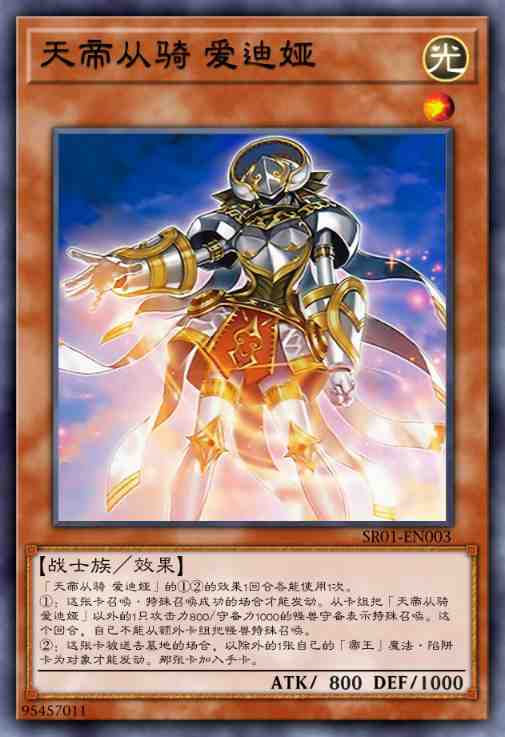 天帝从骑 爱迪娅
光
SR01-EN003
【战士族／效果】
「天帝从骑 爱迪娅」的①②的效果1回合各能使用1次。
①：这张卡召唤·特殊召唤成功的场合才能发动。从卡组把「天帝从骑
爱迪娅」以外的1只攻击力800/守备力1000的怪兽守备表示特殊召唤。这
个回合，自己不能从额外卡组把怪兽特殊召唤。
②：这张卡被送去墓地的场合，以除外的1张自己的「帝王」魔法·陷阱
卡为对象才能发动。那张卡加入手卡。
ATK/ 800 DEF/1000
95457011